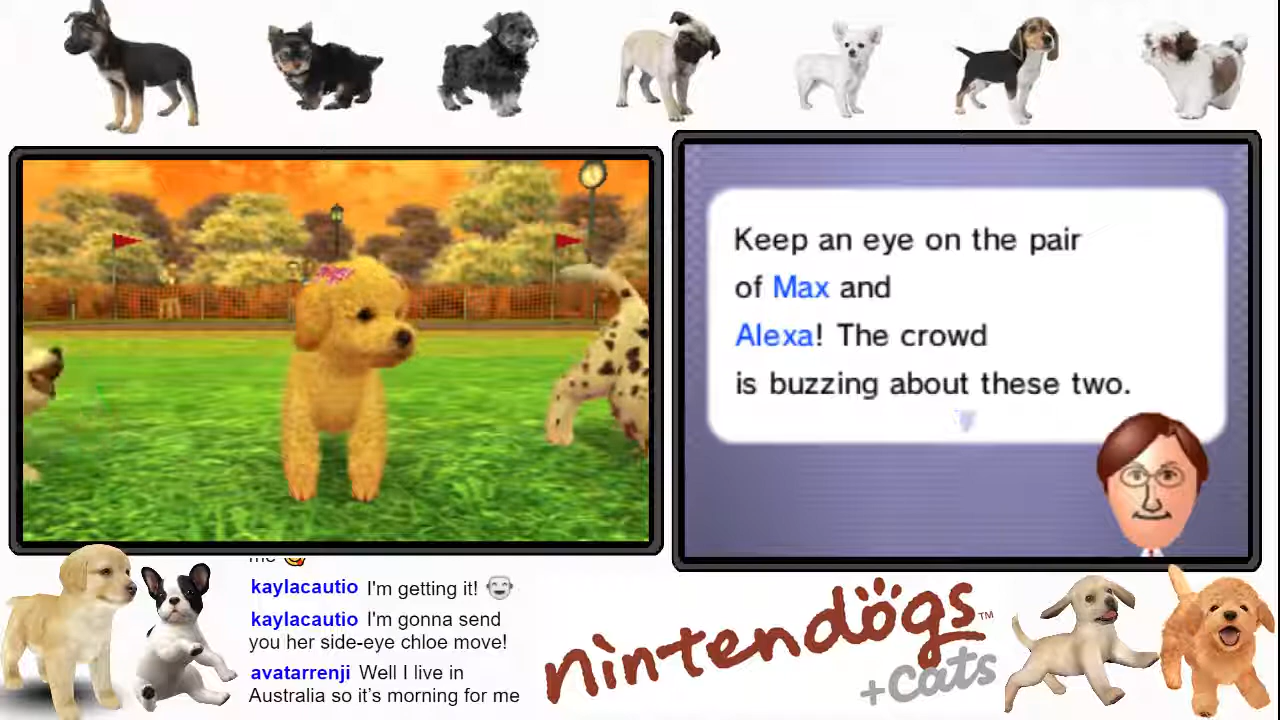 Keep an eye on the pair
of Max and
Alexa! The crowd
is buzzing about these two.
me
kaylacautio I'm getting it!
kaylacautio I'm gonna send
you her side-eye chloe move!
avatarrenji Well I live in
Australia so it's morning for me
nintendögs™
+cats